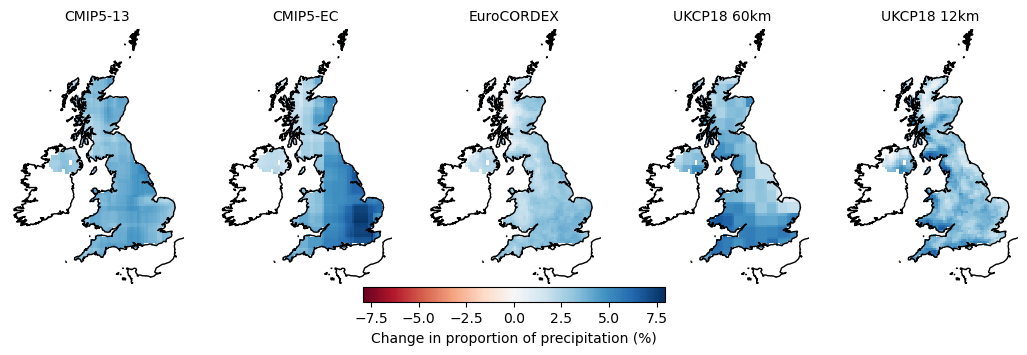 CMIP5-13 CMIP5-EC EuroCORDEX UKCP18 60km UKCP18 12km
−7.5 −5.0 −2.5 0.0 2.5 5.0 7.5
Change in proportion of precipitation (%)